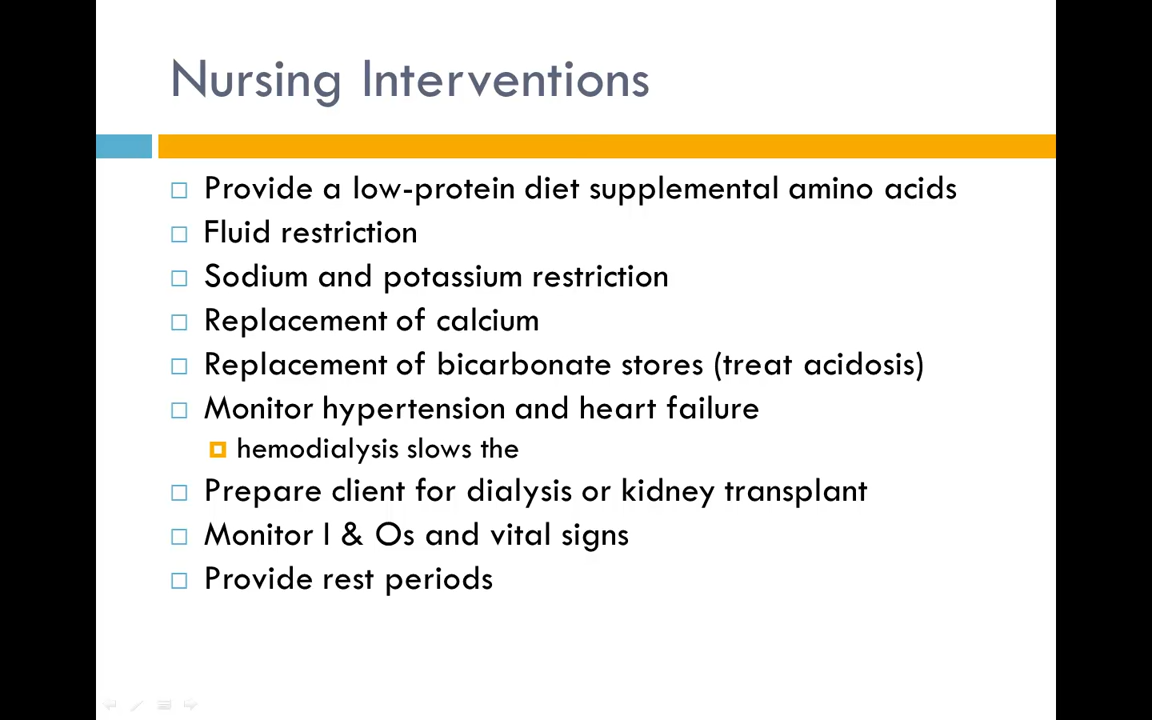 Nursing Interventions
Provide a low-protein diet supplemental amino acids
Fluid restriction
Sodium and potassium restriction
Replacement of calcium
Replacement of bicarbonate stores (treat acidosis)
Monitor hypertension and heart failure
hemodialysis slows the
Prepare client for dialysis or kidney transplant
Monitor I & Os and vital signs
Provide rest periods